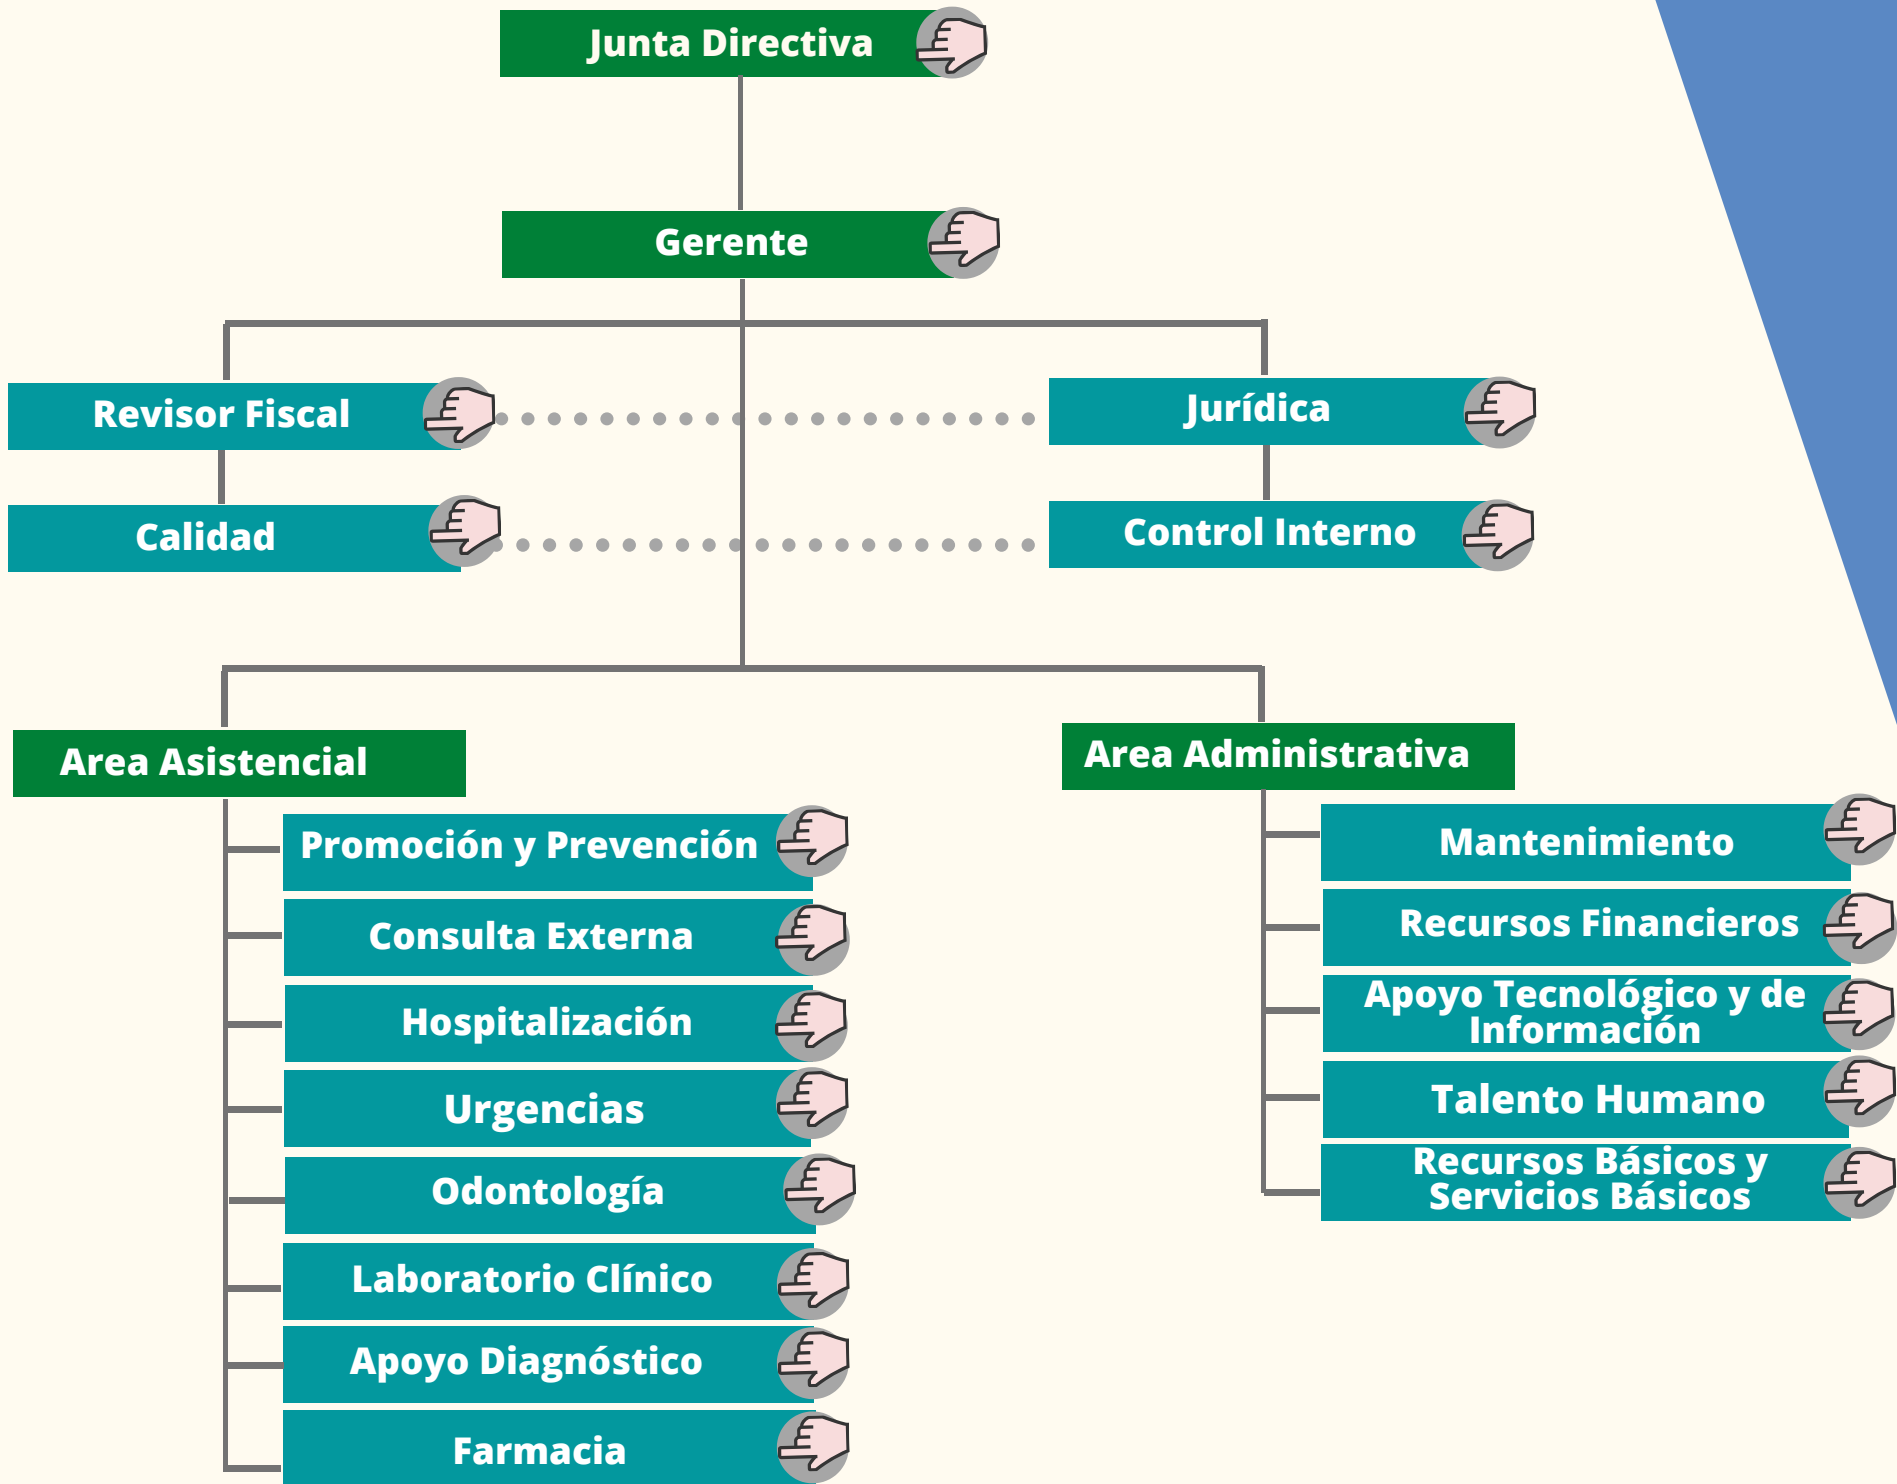 Junta Directiva
Gerente
Revisor Fiscal
Jurídica
Calidad
Control Interno
Area Asistencial
Area Administrativa
Promoción y Prevención
Consulta Externa
Hospitalización
Urgencias
Odontología
Laboratorio Clínico
Apoyo Diagnóstico
Farmacia
Mantenimiento
Recursos Financieros
Apoyo Tecnológico y de
Información
Talento Humano
Recursos Básicos y
Servicios Básicos